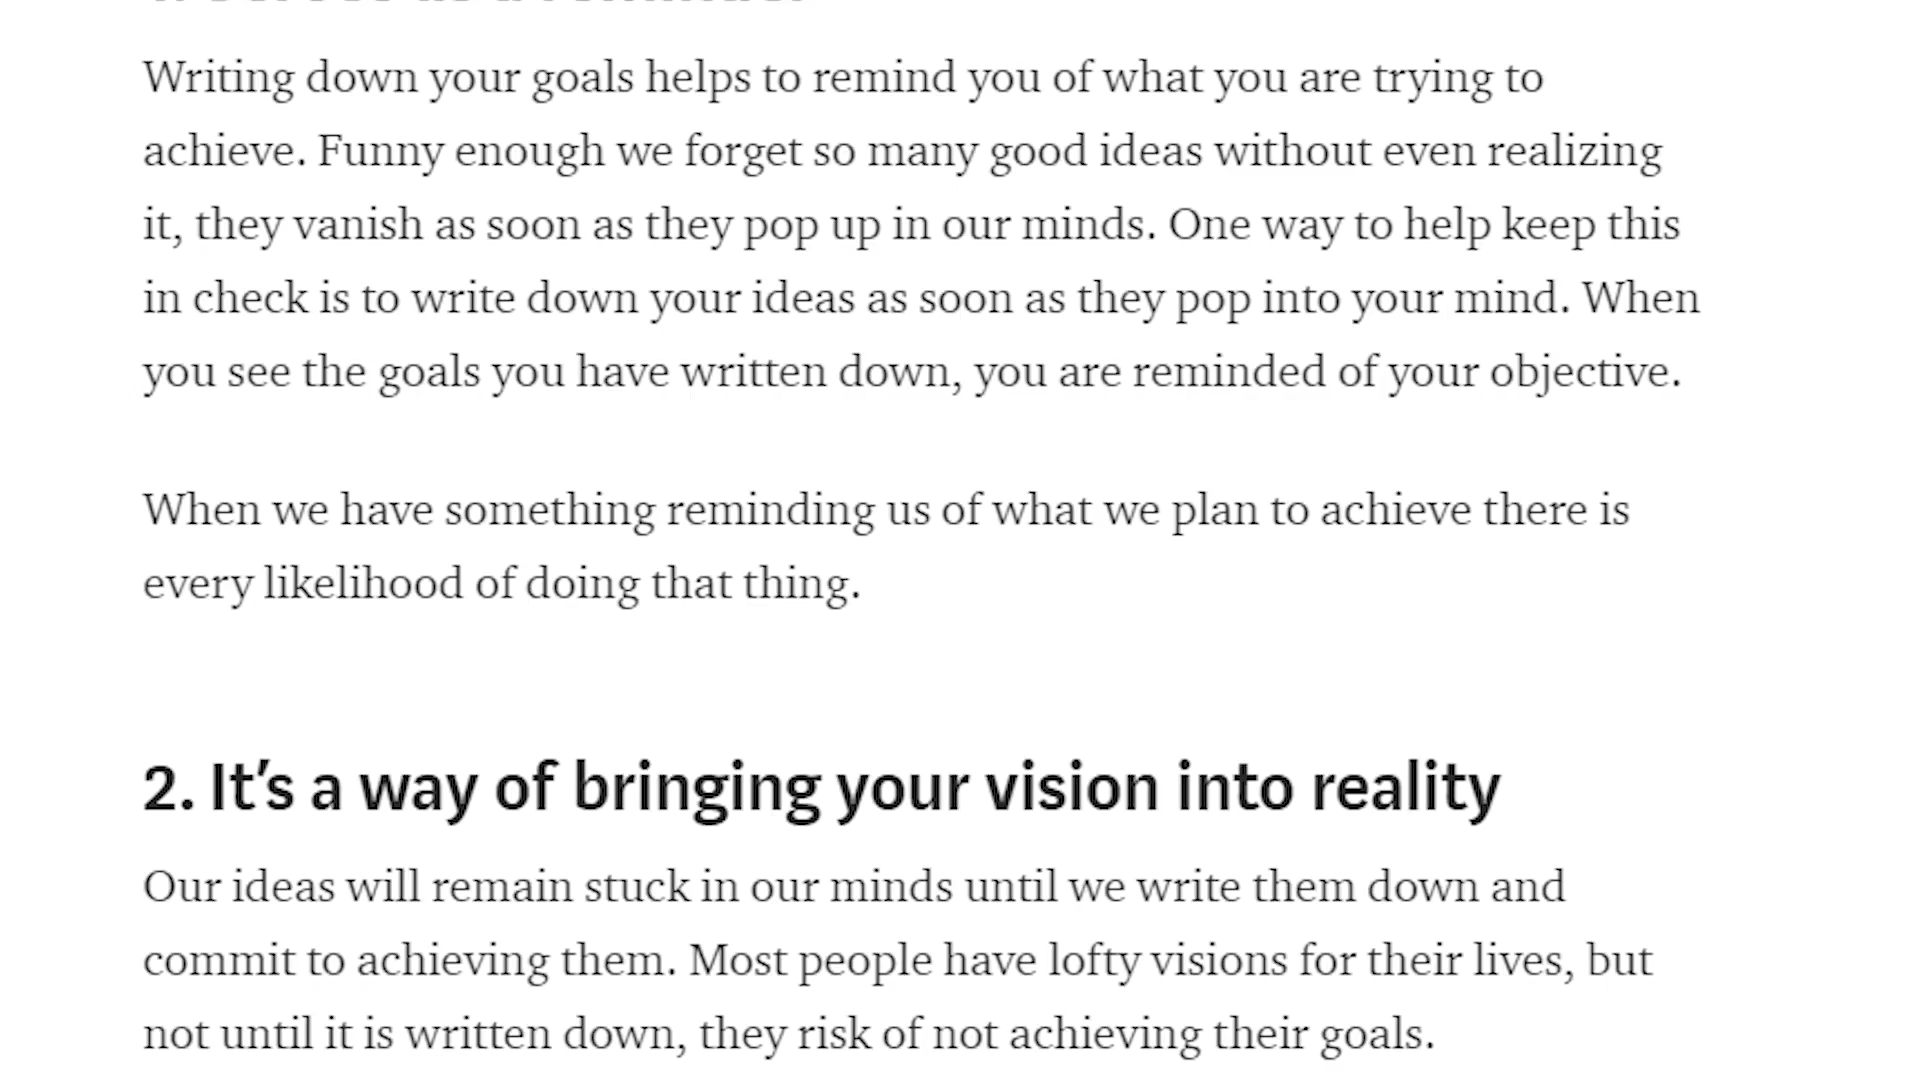 Writing down your goals helps to remind you of what you are trying to
achieve. Funny enough we forget so many good ideas without even realizing
it, they vanish as soon as they pop up in our minds. One way to help keep this
in check is to write down your ideas as soon as they pop into your mind. When
you see the goals you have written down, you are reminded of your objective.
When we have something reminding us of what we plan to achieve there is
every likelihood of doing that thing.
2. It’s a way of bringing your vision into reality
Our ideas will remain stuck in our minds until we write them down and
commit to achieving them. Most people have lofty visions for their lives, but
not until it is written down, they risk of not achieving their goals.